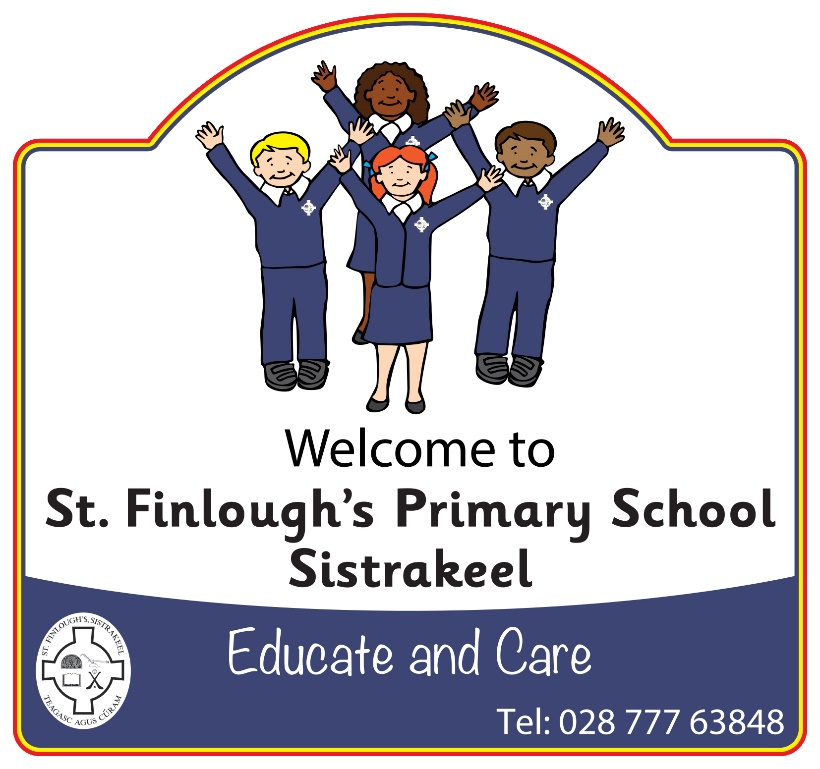 Welcome to
St. Finlough's Primary School
Sistrakeel
Educate and Care
ST. FINLOUGH'S, SISTRAKEEL
TEAGASC AGUS CÚRAM
Tel: 028 777 63848